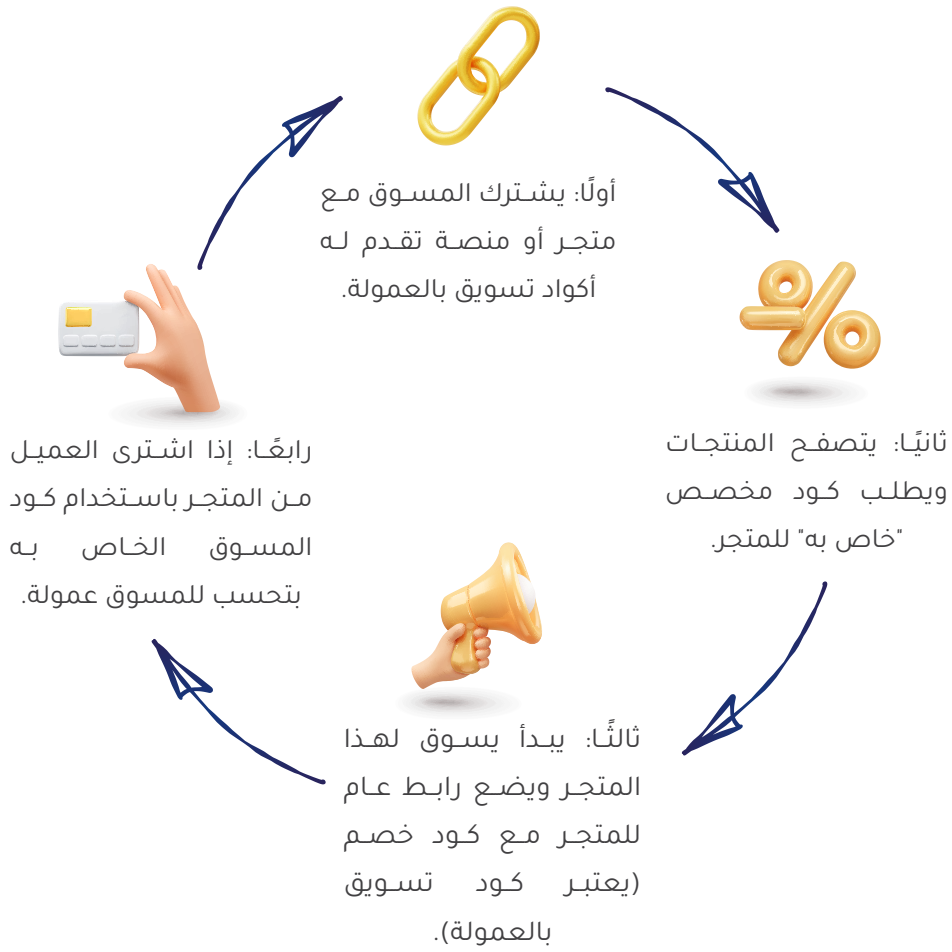 أولًا: يشترك المسوق مع
متجر أو منصة تقدم له
أكواد تسويق بالعمولة.
ثانيًا: يتصفح المنتجات
ويطلب كود مخصص
"خاص به" للمتجر.
ثالثًا: يبدأ يسوق لهذا
المتجر ويضع رابط عام
للمتجر مع كود خصم
(يعتبر كود تسويق
بالعمولة).
رابعًا: إذا اشترى العميل
من المتجر باستخدام كود
المسوق الخاص به
بتحسب للمسوق عمولة.